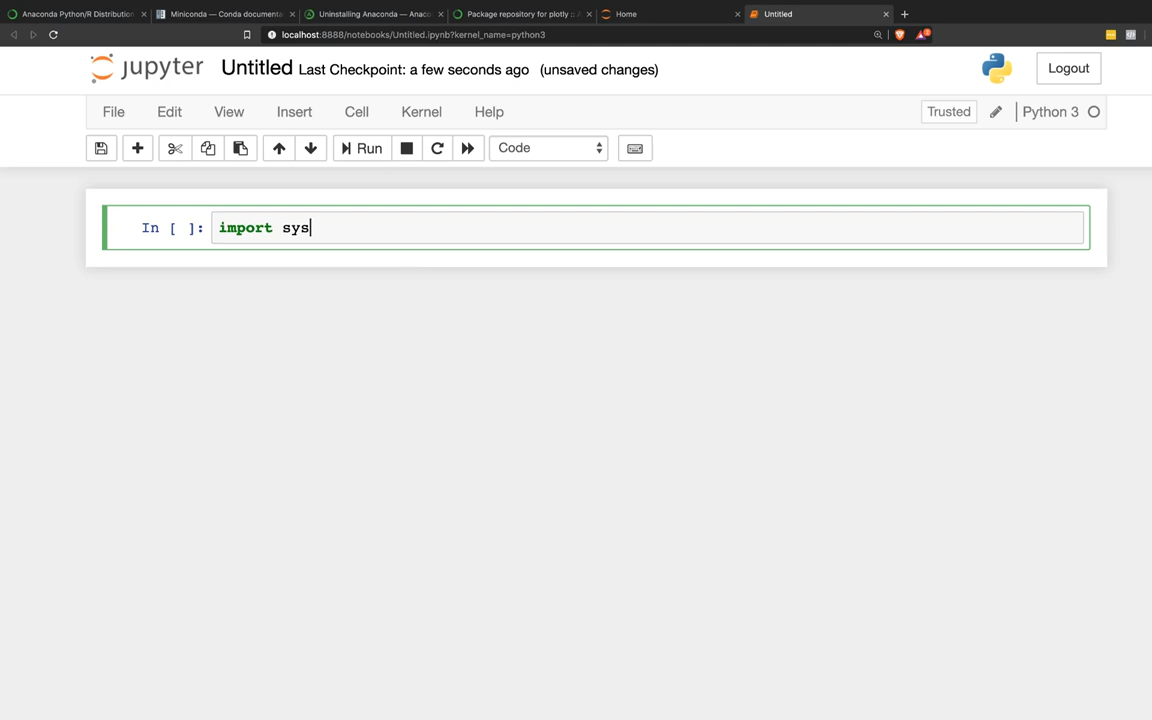 Anaconda Python/R Distribution
Miniconda — Conda documenta
Uninstalling Anaconda — Anaco
Package repository for plotly ::
Home
Untitled
localhost:8888/notebooks/Untitled.ipynb?kernel_name=python3
jupyter Untitled Last Checkpoint: a few seconds ago (unsaved changes)
Logout
File Edit View Insert Cell Kernel Help
Trusted
Python 3
Run
Code
In [ ]: import sys